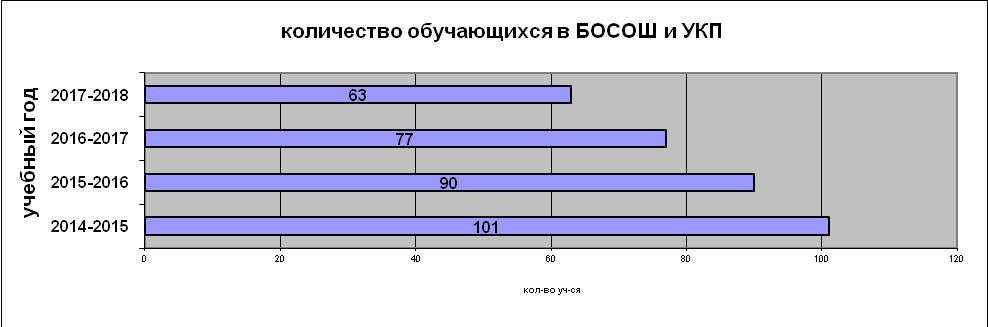 количество обучающихся в БОСОШ и УКП
учебный год
2017-2018
63
2016-2017
77
2015-2016
90
2014-2015
101
0 20 40 60 80 100 120
кол-во уч-ся